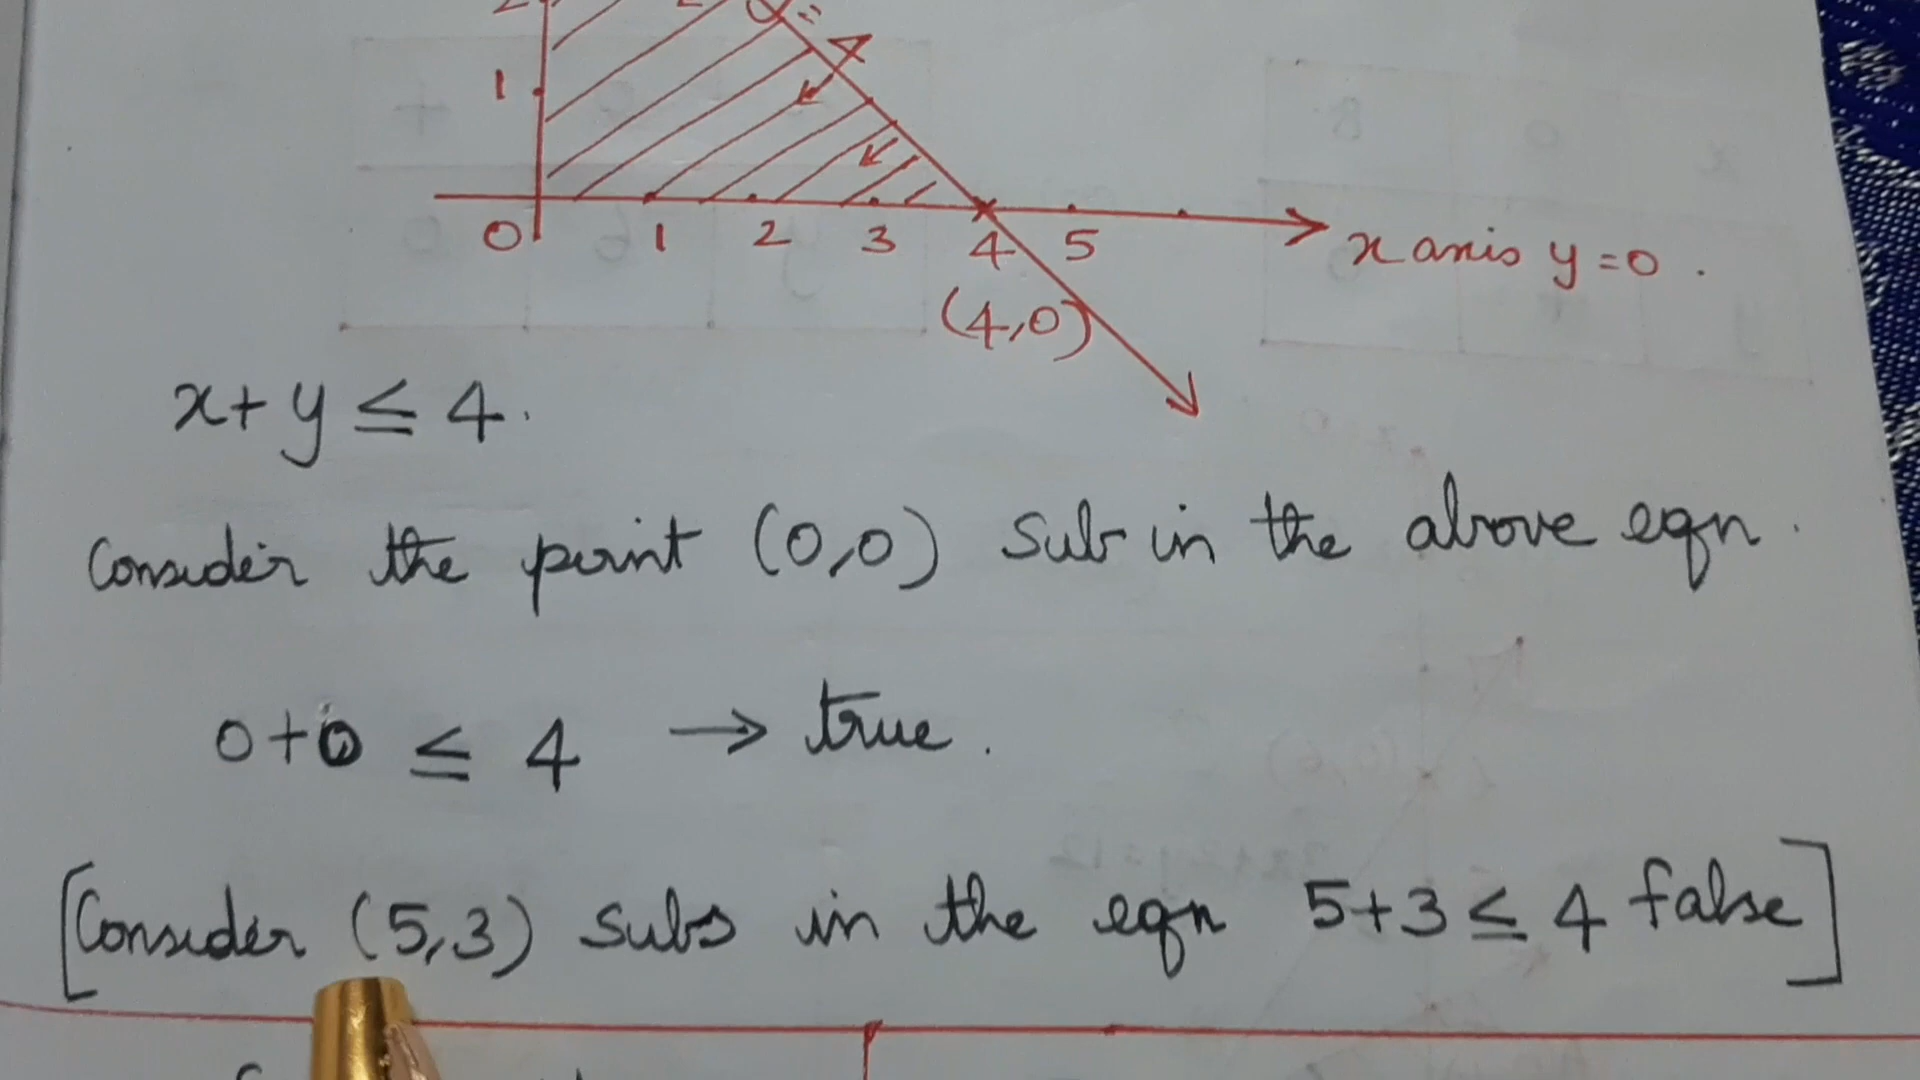 1
0 1 2 3 4 5
x axis y=0.
(4,0)
x+y ≤ 4.
Consider the point (0,0) sub in the above eqn.
0+0 ≤ 4 → true.
[Consider (5,3) subs in the eqn 5+3 ≤ 4 false]